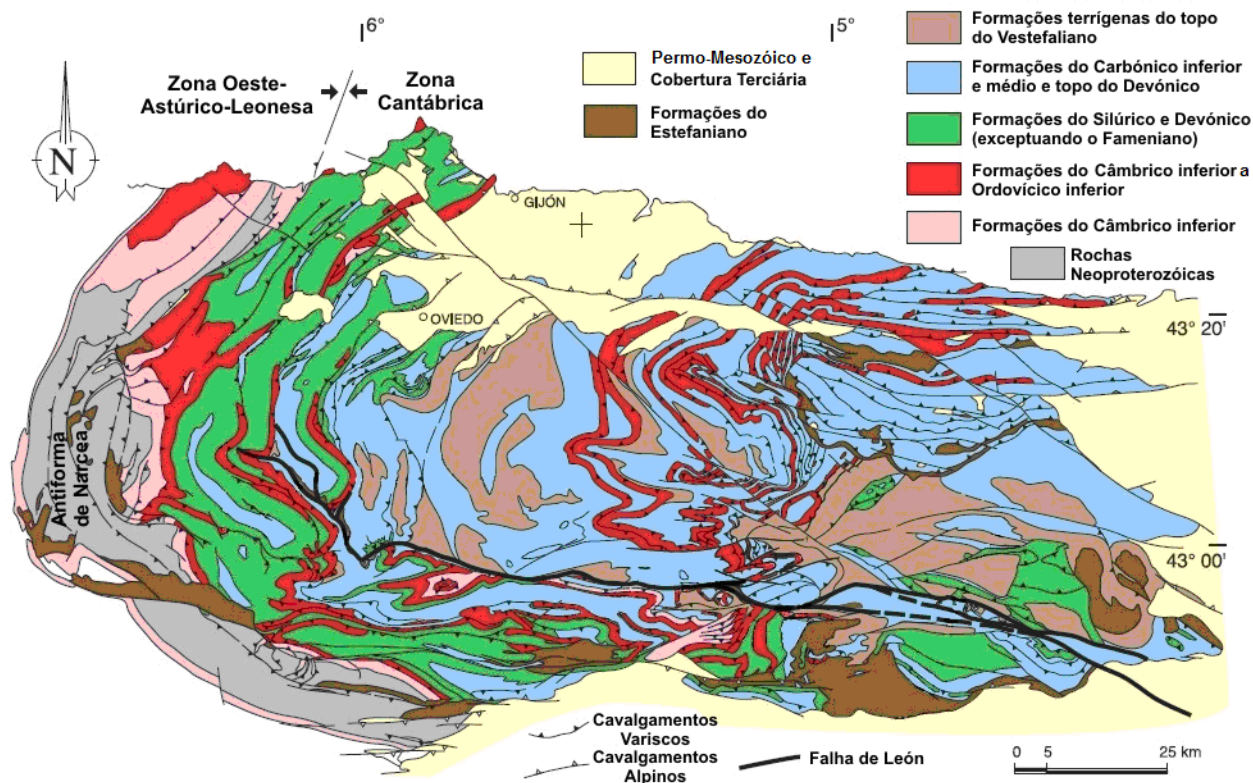 6°
5°
Zona Oeste-
Astúrico-Leonesa
Zona
Cantábrica
Permo-Mesozóico e
Cobertura Terciária
Formações do
Estefaniano
Formações terrígenas do topo
do Vestefaliano
Formações do Carbónico inferior
e médio e topo do Devónico
Formações do Silúrico e Devónico
(exceptuando o Fameniano)
Formações do Câmbrico inferior a
Ordovícico inferior
Formações do Câmbrico inferior
Rochas
Neoproterozóicas
N
GIJÓN
OVIEDO
43° 20'
43° 00'
Antiforma
de Narcea
Cavalgamentos
Variscos
Cavalgamentos
Alpinos
Falha de León
0 5 25 km